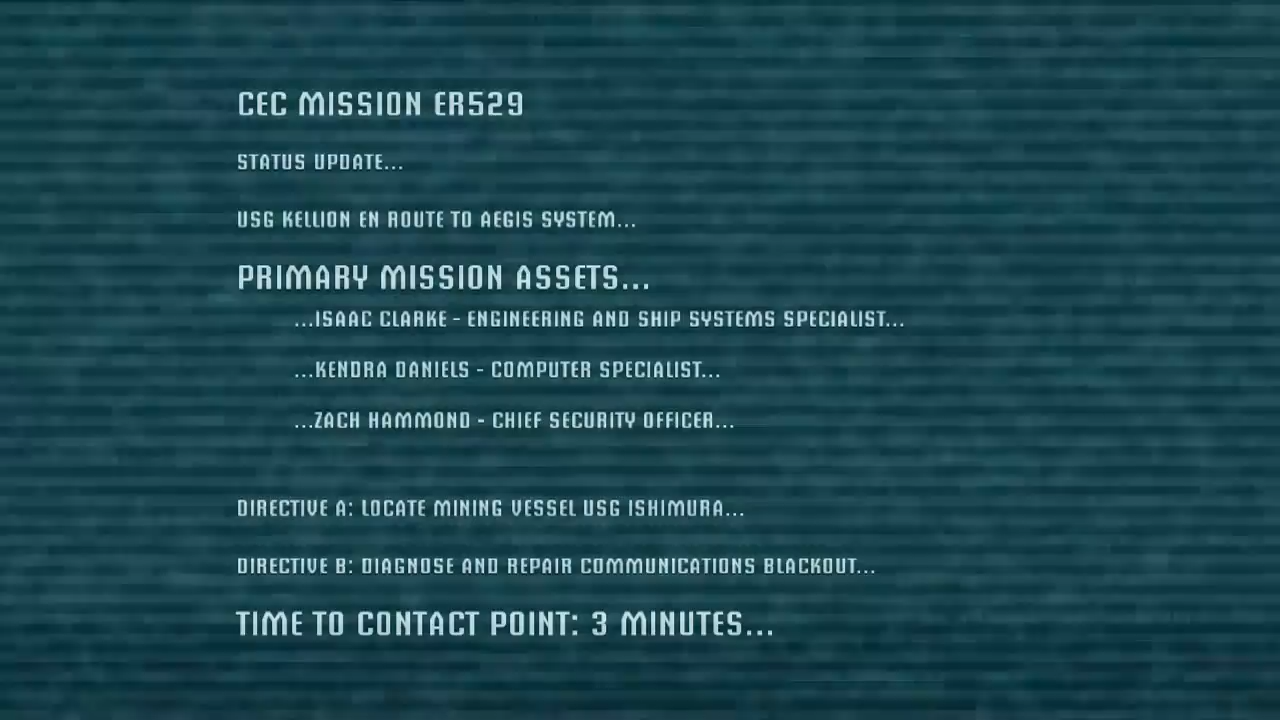 CEC MISSION ER529
STATUS UPDATE...
USG KELLION EN ROUTE TO AEGIS SYSTEM...
PRIMARY MISSION ASSETS...
...ISAAC CLARKE - ENGINEERING AND SHIP SYSTEMS SPECIALIST...
...KENDRA DANIELS - COMPUTER SPECIALIST...
...ZACH HAMMOND - CHIEF SECURITY OFFICER...
DIRECTIVE A: LOCATE MINING VESSEL USG ISHIMURA...
DIRECTIVE B: DIAGNOSE AND REPAIR COMMUNICATIONS BLACKOUT...
TIME TO CONTACT POINT: 3 MINUTES...